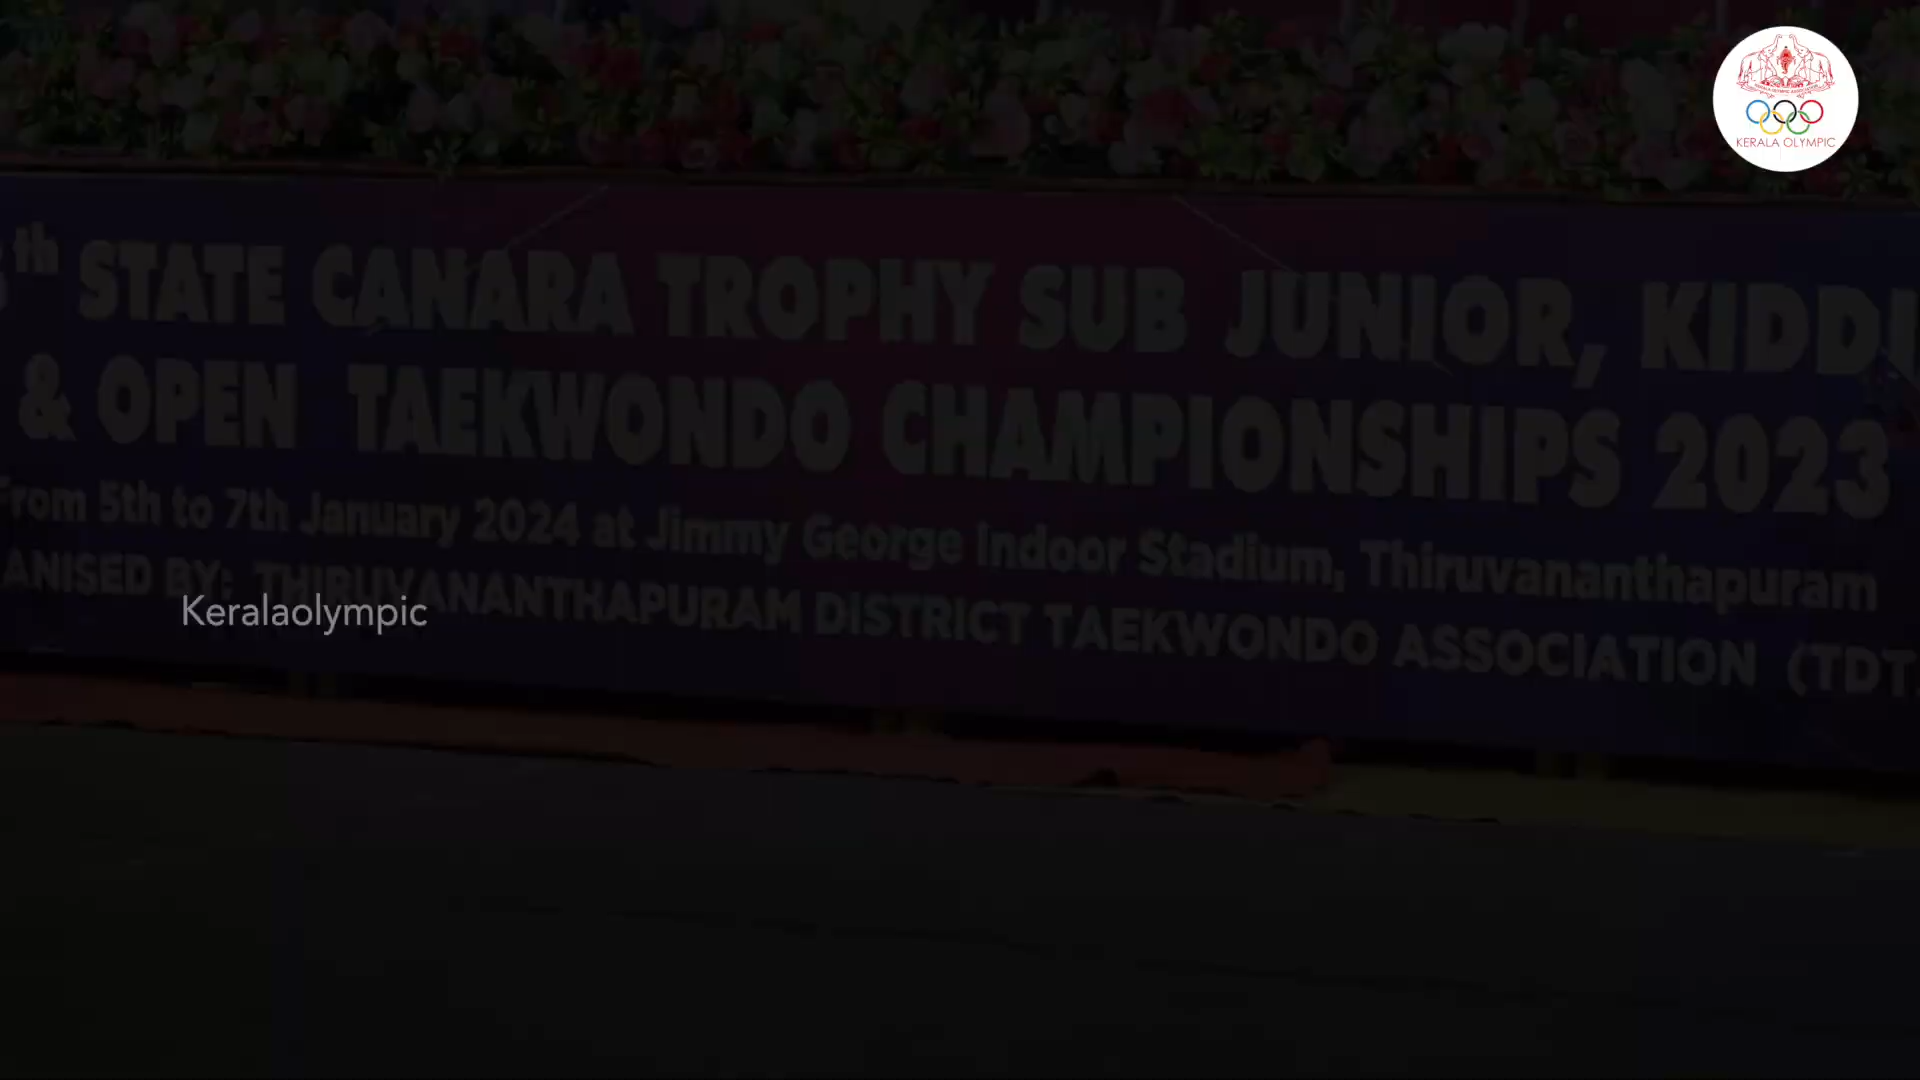 KERALA OLYMPIC
th STATE CANARA TROPHY SUB JUNIOR, KIDDI
& OPEN TAEKWONDO CHAMPIONSHIPS 2023
From 5th to 7th January 2024 at Jimmy George Indoor Stadium, Thiruvananthapuram
ANISED BY: THIRUVANANTHAPURAM DISTRICT TAEKWONDO ASSOCIATION (TDT
Keralaolympic